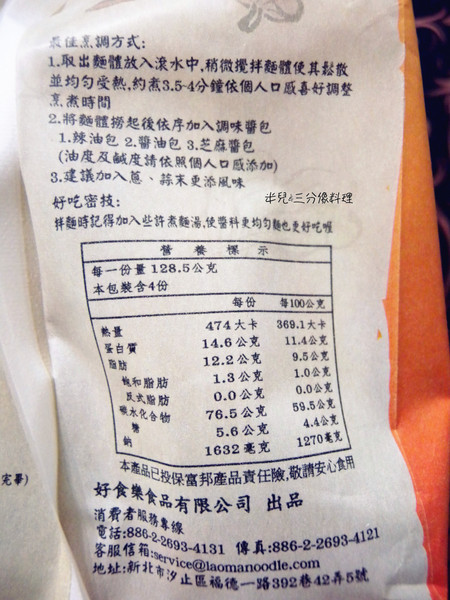 最佳烹調方式:
1.取出麵體放入滾水中,稍微攪拌麵體使其鬆散
並均勻受熱,約煮3.5-4分鐘依個人口感喜好調整
烹煮時間
2.將麵體撈起後依序加入調味醬包
1.辣油包 2.醬油包 3.芝麻醬包
(油度及鹹度請依照個人口感添加)
3.建議加入蔥、蒜末更添風味
半兒&三分像料理
好吃密技:
拌麵時記得加入些許煮麵湯,使醬料更均勻麵也更好吃喔
營養標示
每一份量 128.5公克
本包裝含4份
每份 每100公克
熱量 474大卡 369.1大卡
蛋白質 14.6公克 11.4公克
脂肪 12.2公克 9.5公克
飽和脂肪 1.3公克 1.0公克
反式脂肪 0.0公克 0.0公克
碳水化合物 76.5公克 59.5公克
糖 5.6公克 4.4公克
鈉 1632毫克 1270毫克
本產品已投保富邦產品責任險,敬請安心食用
好食樂食品有限公司 出品
消費者服務專線
電話:886-2-2693-4131 傳真:886-2-2693-4121
客服信箱:service@laomanoodle.com
地址:新北市汐止區福德一路392巷42弄5號
完畢)